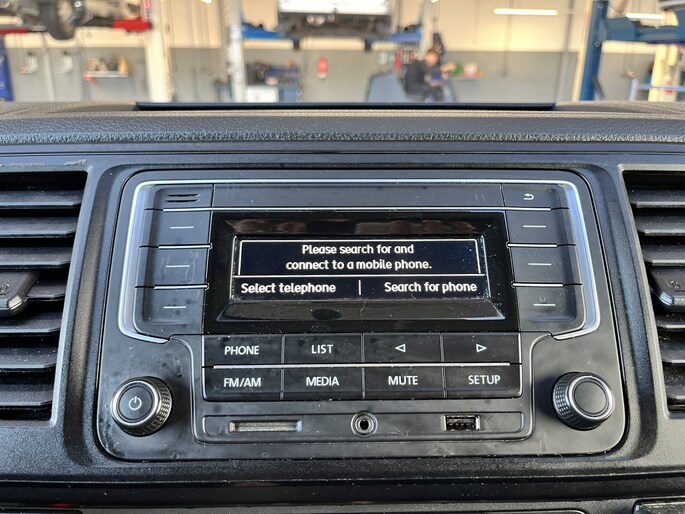 Please search for and
connect to a mobile phone.
Select telephone | Search for phone
PHONE LIST
FM/AM MEDIA MUTE SETUP